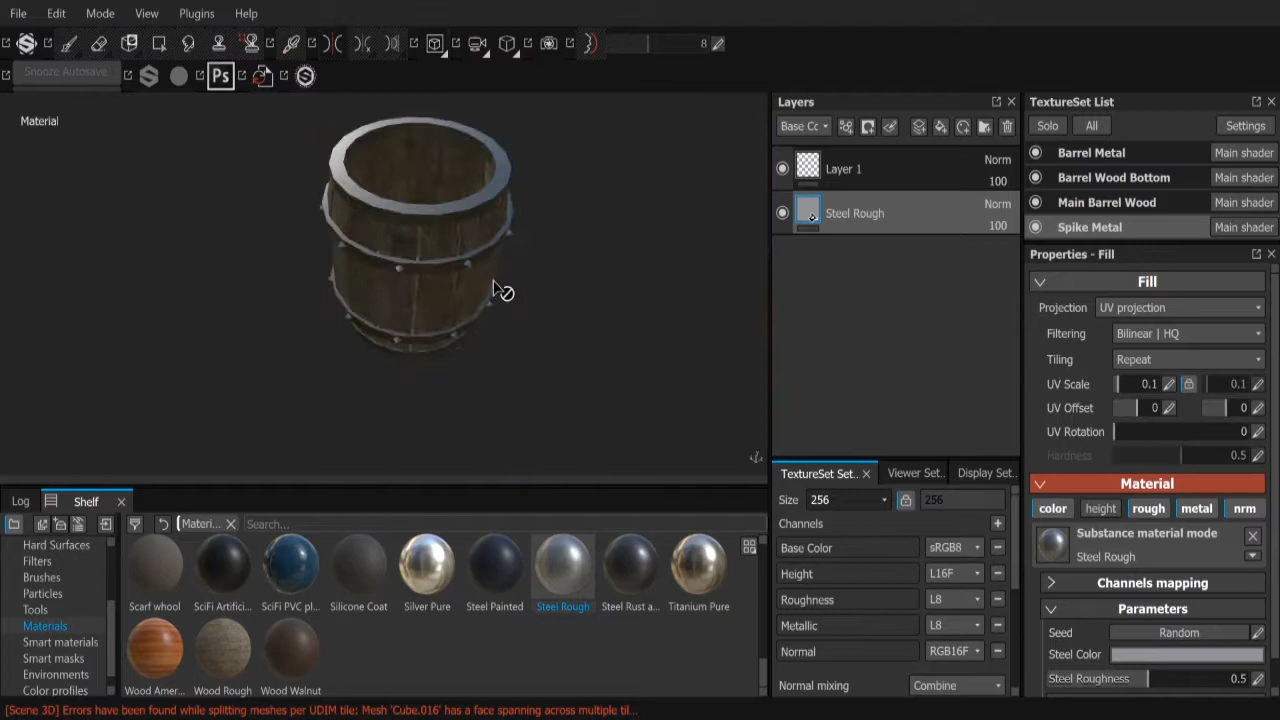 File Edit Mode View Plugins Help
8
Snooze Autosave
Ps
Material
Layers
Base Cc
Layer 1 Norm 100
Steel Rough Norm 100
TextureSet List
Solo All Settings
Barrel Metal Main shader
Barrel Wood Bottom Main shader
Main Barrel Wood Main shader
Spike Metal Main shader
Properties - Fill
Fill
Projection UV projection
Filtering Bilinear | HQ
Tiling Repeat
UV Scale 0.1 0.1
UV Offset 0 0
UV Rotation 0
Hardness 0.5
Material
color height rough metal nrm
Substance material mode
Steel Rough
Channels mapping
Parameters
Seed Random
Steel Color
Steel Roughness 0.5
TextureSet Set.. Viewer Set.. Display Set..
Size 256 256
Channels
Base Color sRGB8
Height L16F
Roughness L8
Metallic L8
Normal RGB16F
Normal mixing Combine
Log Shelf
Materi... Search...
Hard Surfaces
Filters
Brushes
Particles
Tools
Materials
Smart materials
Smart masks
Environments
Color profiles
Scarf whool SciFi Artifici... SciFi PVC pl... Silicone Coat Silver Pure Steel Painted Steel Rough Steel Rust a... Titanium Pure
Wood Amer... Wood Rough Wood Walnut
[Scene 3D] Errors have been found while splitting meshes per UDIM tile: Mesh 'Cube.016' has a face spanning across multiple til...